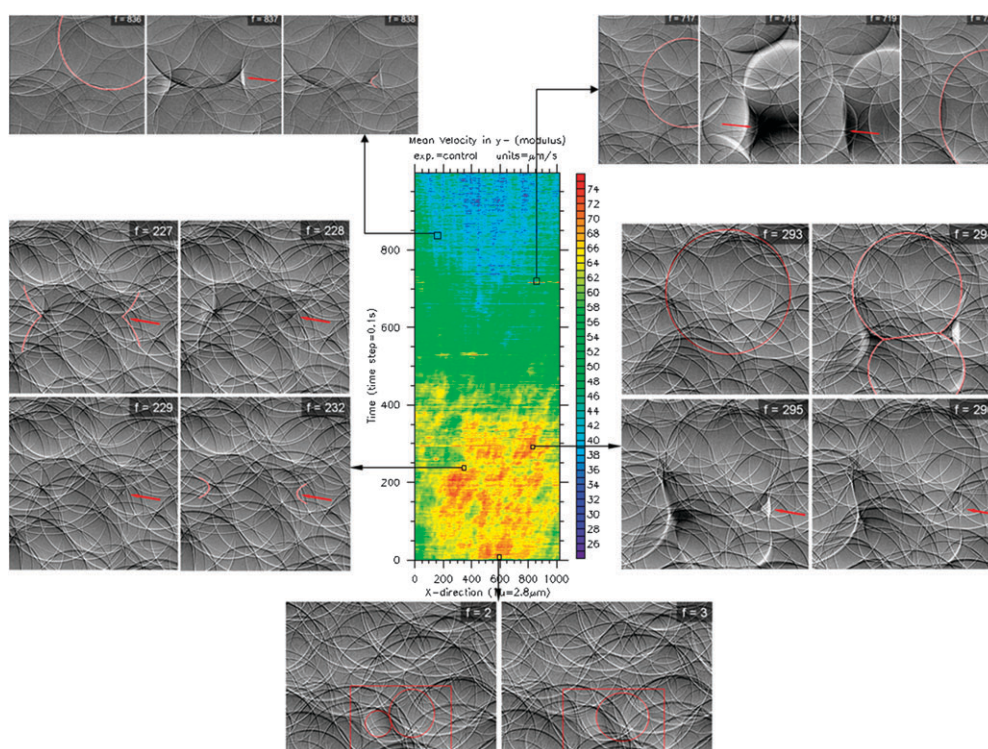 f = 836
f = 837
f = 838
f = 717
f = 718
f = 719
Mean Velocity in y- (modulus)
exp.=control units=μm/s
f = 227
f = 228
f = 229
f = 232
f = 293
f = 295
Time (time step=0.1s)
800
600
400
200
0
74
72
70
68
66
64
62
60
58
56
54
52
50
48
46
44
42
40
38
36
34
32
30
28
26
0 200 400 600 800 1000
X-direction (1u=2.8μm)
f = 2
f = 3